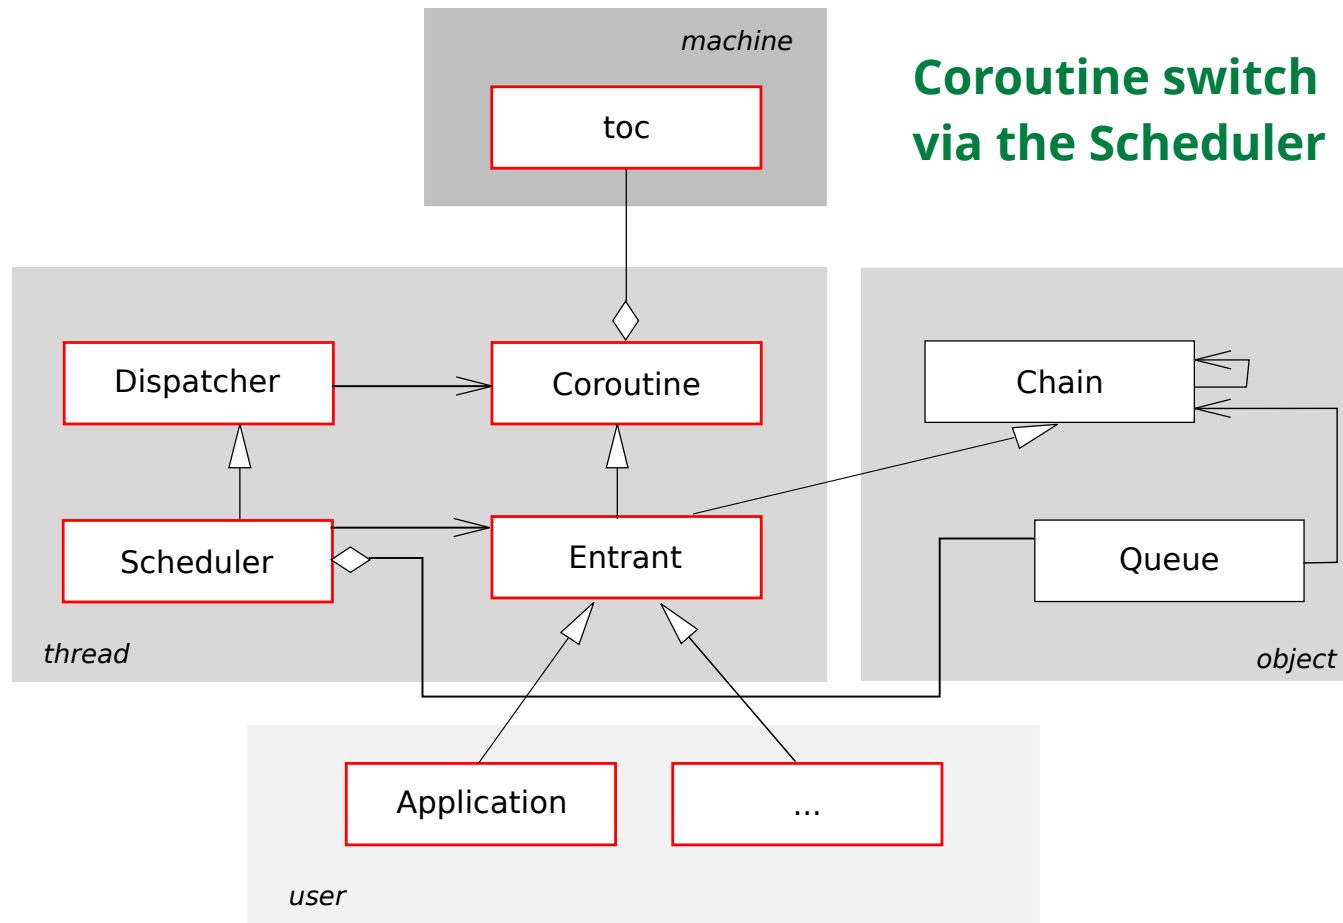 machine
Coroutine switch
via the Scheduler
toc
Dispatcher
Coroutine
Chain
Scheduler
Entrant
Queue
thread
object
Application
...
user